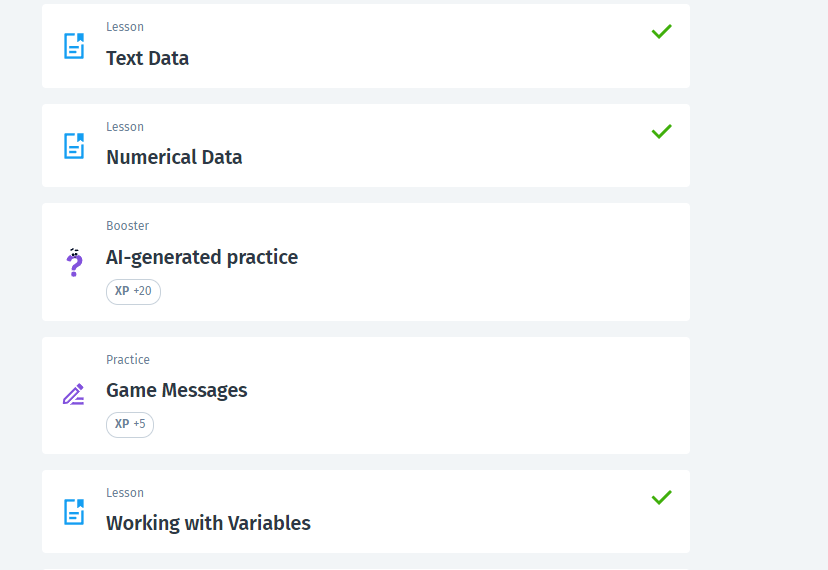 Lesson
Text Data
Lesson
Numerical Data
Booster
AI-generated practice
XP +20
Practice
Game Messages
XP +5
Lesson
Working with Variables